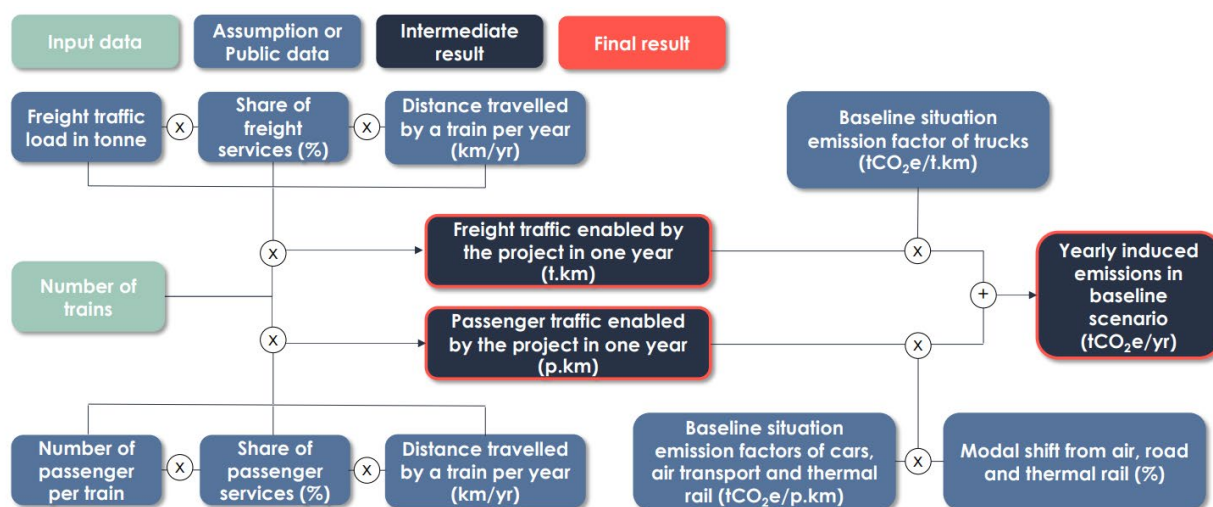 Input data
Assumption or
Public data
Intermediate
result
Final result
Freight traffic
load in tonne
x
Share of
freight
services (%)
x
Distance travelled
by a train per year
(km/yr)
Baseline situation
emission factor of trucks
(tCO₂e/t.km)
x
Freight traffic enabled by
the project in one year
(t.km)
x
Number of
trains
+
Yearly induced
emissions in
baseline
scenario
(tCO₂e/yr)
x
Passenger traffic enabled
by the project in one year
(p.km)
x
Number of
passenger
per train
x
Share of
passenger
services (%)
x
Distance travelled
by a train per year
(km/yr)
Baseline situation
emission factors of cars,
air transport and thermal
rail (tCO₂e/p.km)
x
Modal shift from air, road
and thermal rail (%)